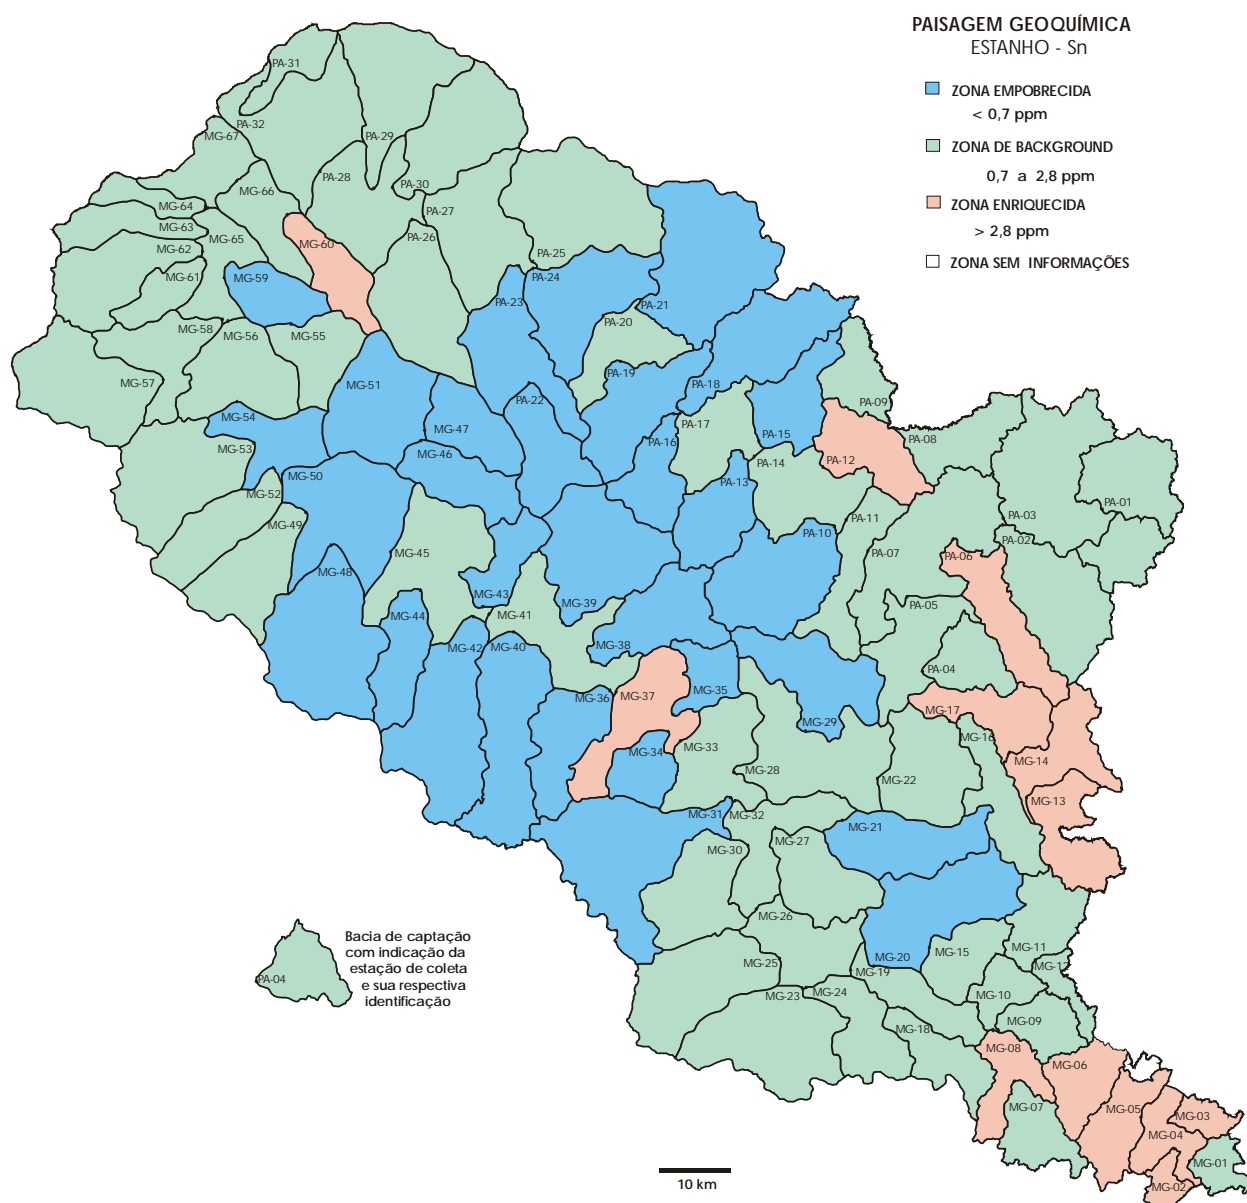 PAISAGEM GEOQUÍMICA
ESTANHO - Sn
ZONA EMPOBRECIDA
< 0,7 ppm
ZONA DE BACKGROUND
0,7 a 2,8 ppm
ZONA ENRIQUECIDA
> 2,8 ppm
ZONA SEM INFORMAÇÕES
PA-31
PA-32
MG-67
PA-29
PA-28
PA-30
MG-66
MG-64
PA-27
MG-63
PA-26
MG-65
MG-60
MG-62
PA-25
MG-61
MG-59
PA-24
PA-23
PA-21
PA-20
MG-58
MG-56
MG-55
PA-19
MG-57
MG-51
PA-18
PA-22
PA-09
MG-54
PA-17
MG-47
PA-16
PA-15
PA-08
MG-53
MG-46
PA-14
PA-12
MG-50
PA-13
MG-52
PA-01
PA-03
MG-49
PA-11
PA-10
PA-02
MG-45
PA-07
PA-06
MG-48
MG-43
MG-39
PA-05
MG-44
MG-41
MG-42
MG-40
MG-38
PA-04
MG-36
MG-37
MG-35
MG-17
MG-29
MG-16
MG-33
MG-34
MG-14
MG-28
MG-22
MG-13
MG-31
MG-32
MG-21
MG-30
MG-27
MG-26
Bacia de captação
com indicação da
estação de coleta
e sua respectiva
identificação
PA-04
MG-11
MG-15
MG-20
MG-25
MG-12
MG-19
MG-23
MG-24
MG-10
MG-09
MG-18
MG-08
MG-06
MG-07
MG-05
MG-03
MG-04
MG-01
MG-02
10 km